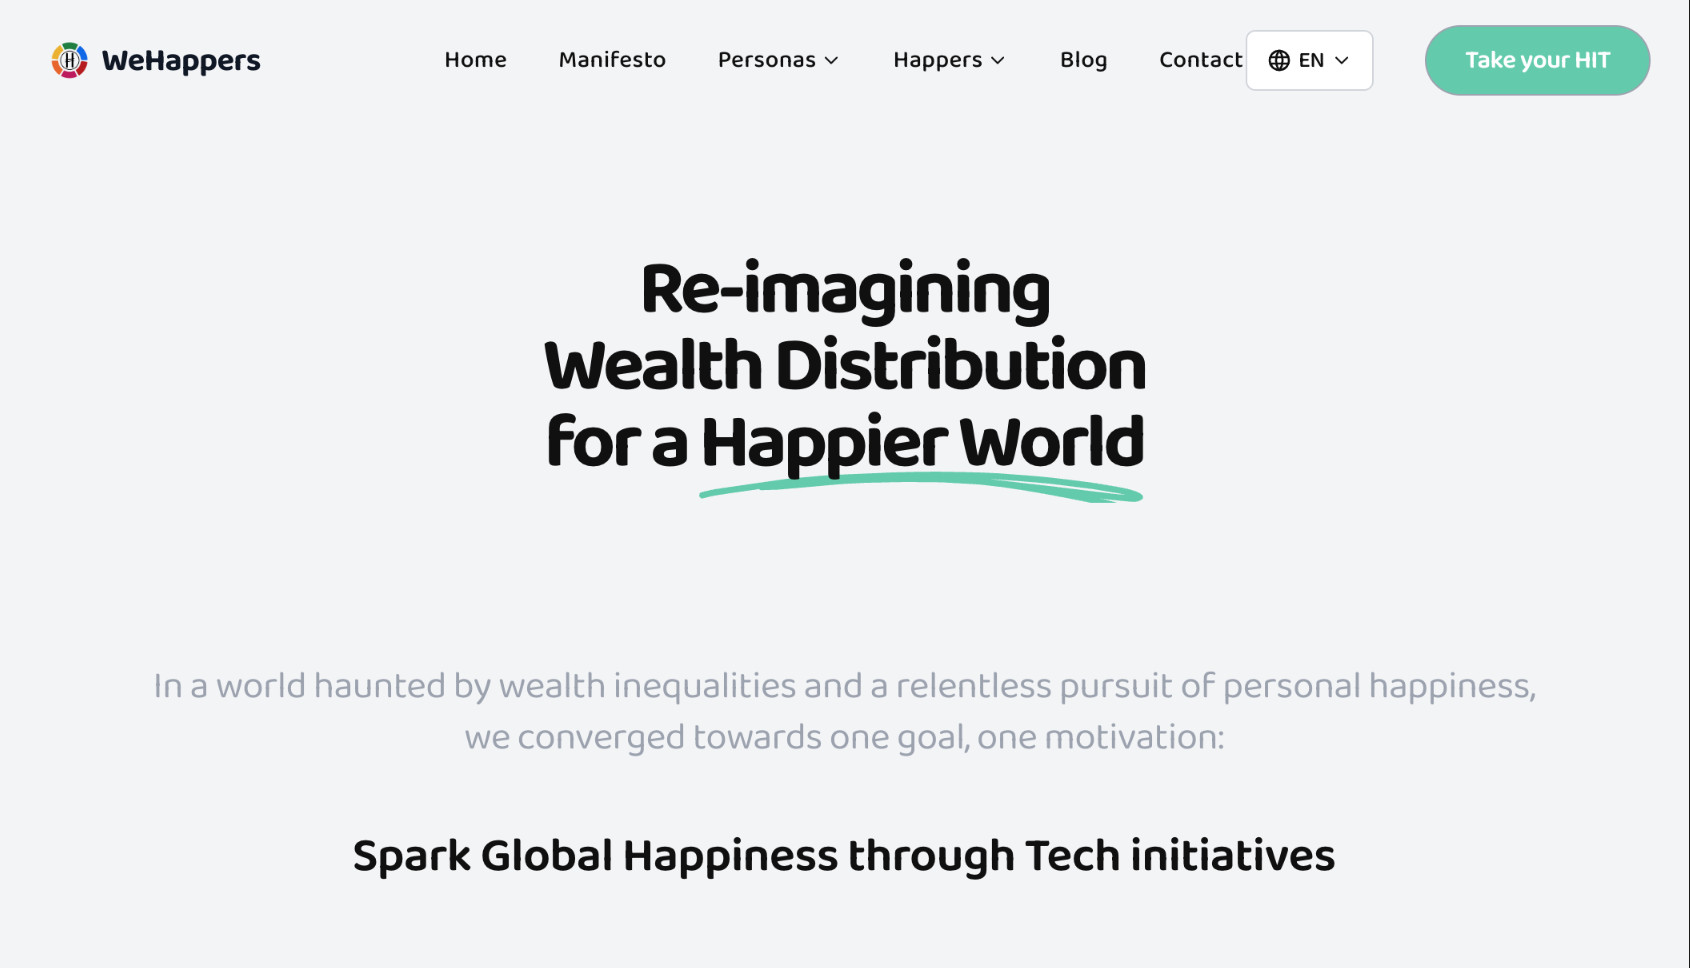 WeHappers
Home Manifesto Personas Happers Blog Contact EN Take your HIT
Re-imagining
Wealth Distribution
for a Happier World
In a world haunted by wealth inequalities and a relentless pursuit of personal happiness,
we converged towards one goal, one motivation:
Spark Global Happiness through Tech initiatives